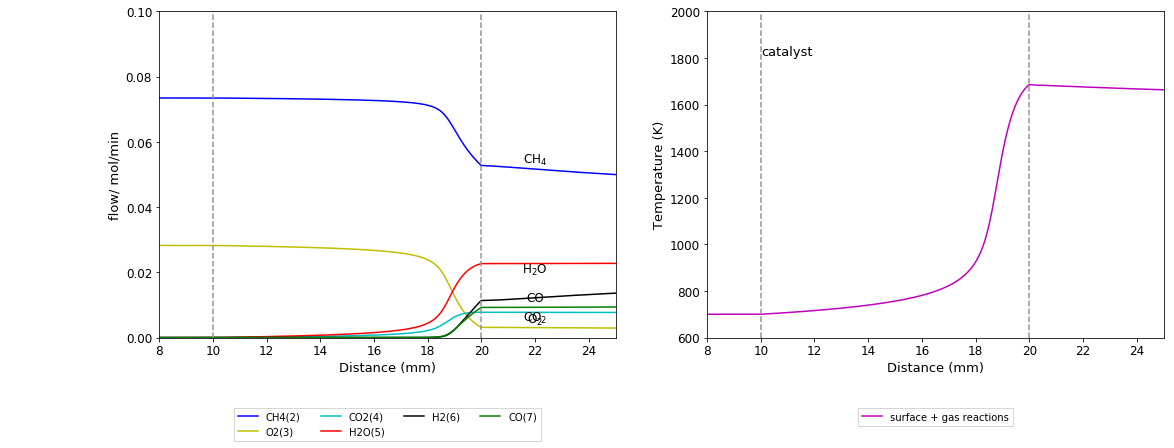 0.10
0.08
0.06
0.04
0.02
0.00
flow/ mol/min
CH₄
H₂O
CO
CO₂
O₂
8 10 12 14 16 18 20 22 24
Distance (mm)
CH4(2) CO2(4) H2(6) CO(7)
O2(3) H2O(5)
2000
1800
1600
1400
1200
1000
800
600
Temperature (K)
catalyst
8 10 12 14 16 18 20 22 24
Distance (mm)
surface + gas reactions